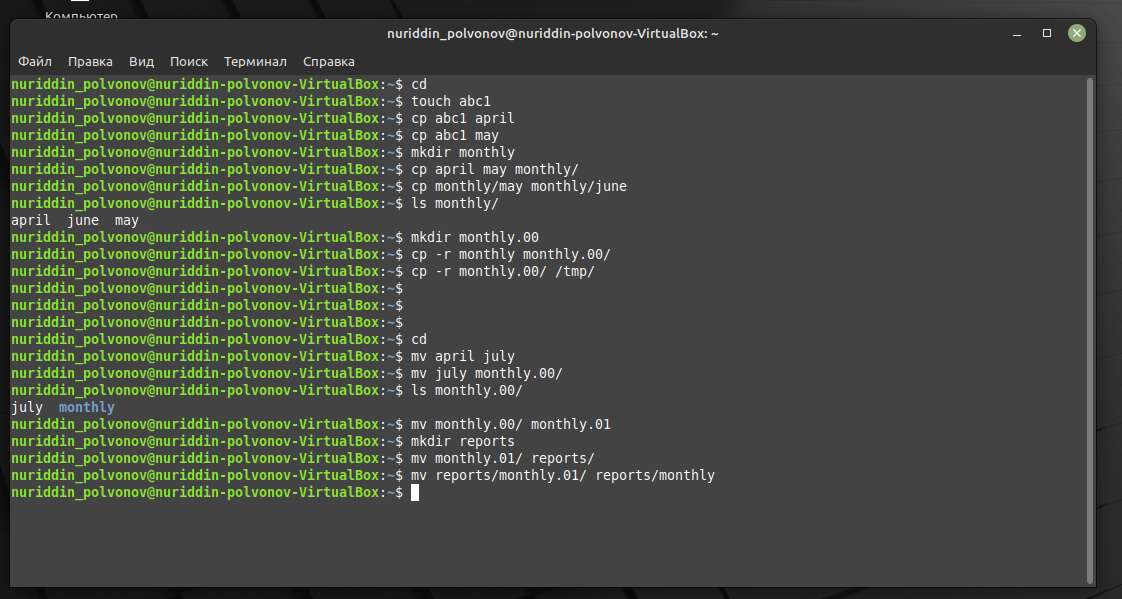 Компьютер
nuriddin_polvonov@nuriddin-polvonov-VirtualBox: ~
Файл Правка Вид Поиск Терминал Справка
nuriddin_polvonov@nuriddin-polvonov-VirtualBox:~$ cd
nuriddin_polvonov@nuriddin-polvonov-VirtualBox:~$ touch abc1
nuriddin_polvonov@nuriddin-polvonov-VirtualBox:~$ cp abc1 april
nuriddin_polvonov@nuriddin-polvonov-VirtualBox:~$ cp abc1 may
nuriddin_polvonov@nuriddin-polvonov-VirtualBox:~$ mkdir monthly
nuriddin_polvonov@nuriddin-polvonov-VirtualBox:~$ cp april may monthly/
nuriddin_polvonov@nuriddin-polvonov-VirtualBox:~$ cp monthly/may monthly/june
nuriddin_polvonov@nuriddin-polvonov-VirtualBox:~$ ls monthly/
april  june  may
nuriddin_polvonov@nuriddin-polvonov-VirtualBox:~$ mkdir monthly.00
nuriddin_polvonov@nuriddin-polvonov-VirtualBox:~$ cp -r monthly monthly.00/
nuriddin_polvonov@nuriddin-polvonov-VirtualBox:~$ cp -r monthly.00/ /tmp/
nuriddin_polvonov@nuriddin-polvonov-VirtualBox:~$
nuriddin_polvonov@nuriddin-polvonov-VirtualBox:~$
nuriddin_polvonov@nuriddin-polvonov-VirtualBox:~$
nuriddin_polvonov@nuriddin-polvonov-VirtualBox:~$ cd
nuriddin_polvonov@nuriddin-polvonov-VirtualBox:~$ mv april july
nuriddin_polvonov@nuriddin-polvonov-VirtualBox:~$ mv july monthly.00/
nuriddin_polvonov@nuriddin-polvonov-VirtualBox:~$ ls monthly.00/
july  monthly
nuriddin_polvonov@nuriddin-polvonov-VirtualBox:~$ mv monthly.00/ monthly.01
nuriddin_polvonov@nuriddin-polvonov-VirtualBox:~$ mkdir reports
nuriddin_polvonov@nuriddin-polvonov-VirtualBox:~$ mv monthly.01/ reports/
nuriddin_polvonov@nuriddin-polvonov-VirtualBox:~$ mv reports/monthly.01/ reports/monthly
nuriddin_polvonov@nuriddin-polvonov-VirtualBox:~$